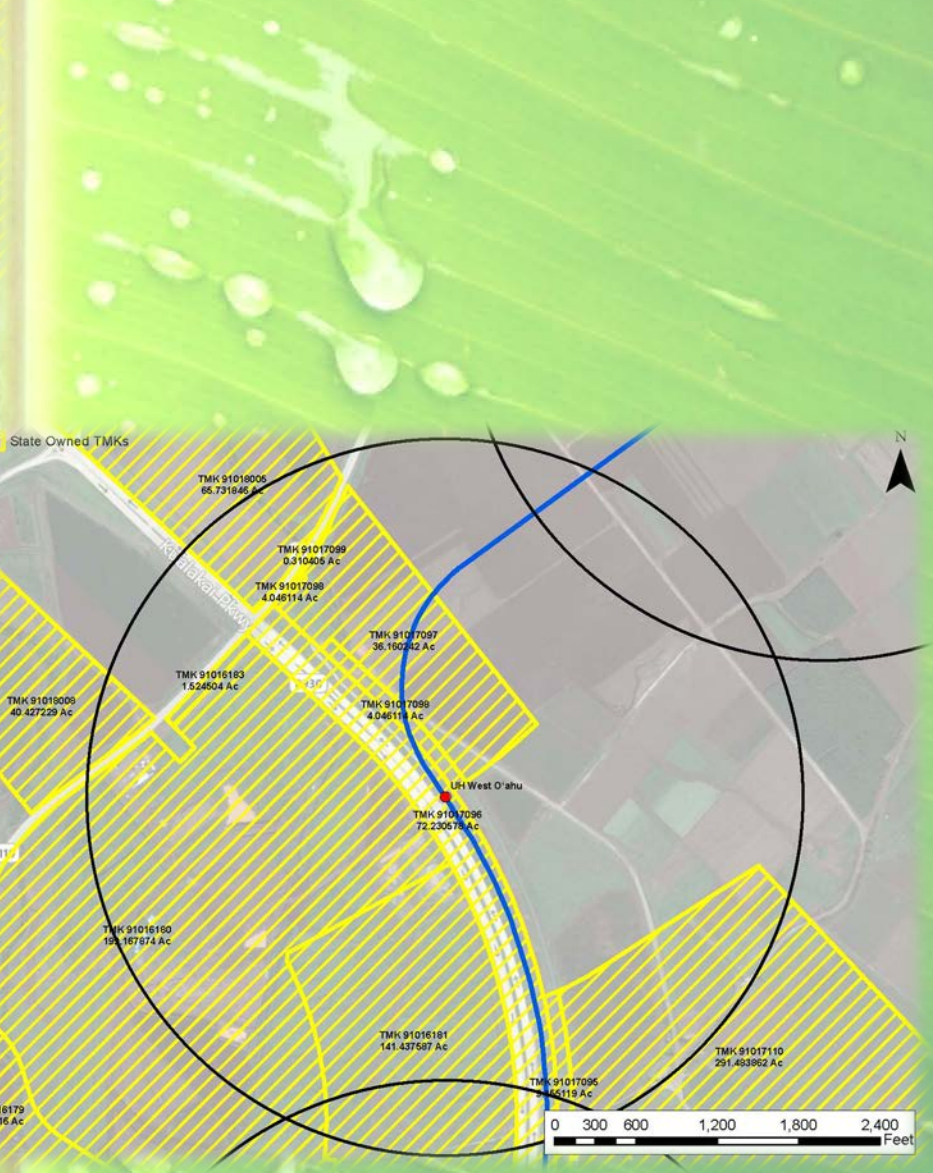 State Owned TMKs
N
TMK 91018005
65.731846 Ac
TMK 91017099
0.310405 Ac
TMK 91017098
4.046114 Ac
TMK 91017097
36.160242 Ac
TMK 91016183
1.524504 Ac
TMK 91018008
40.427229 Ac
TMK 91017098
4.046114 Ac
UH West O'ahu
TMK 91017096
72.230578 Ac
TMK 91016180
TMK 91016181
141.437587 Ac
TMK 91017110
291.483862 Ac
TMK 91017095
0 300 600 1,200 1,800 2,400
Feet